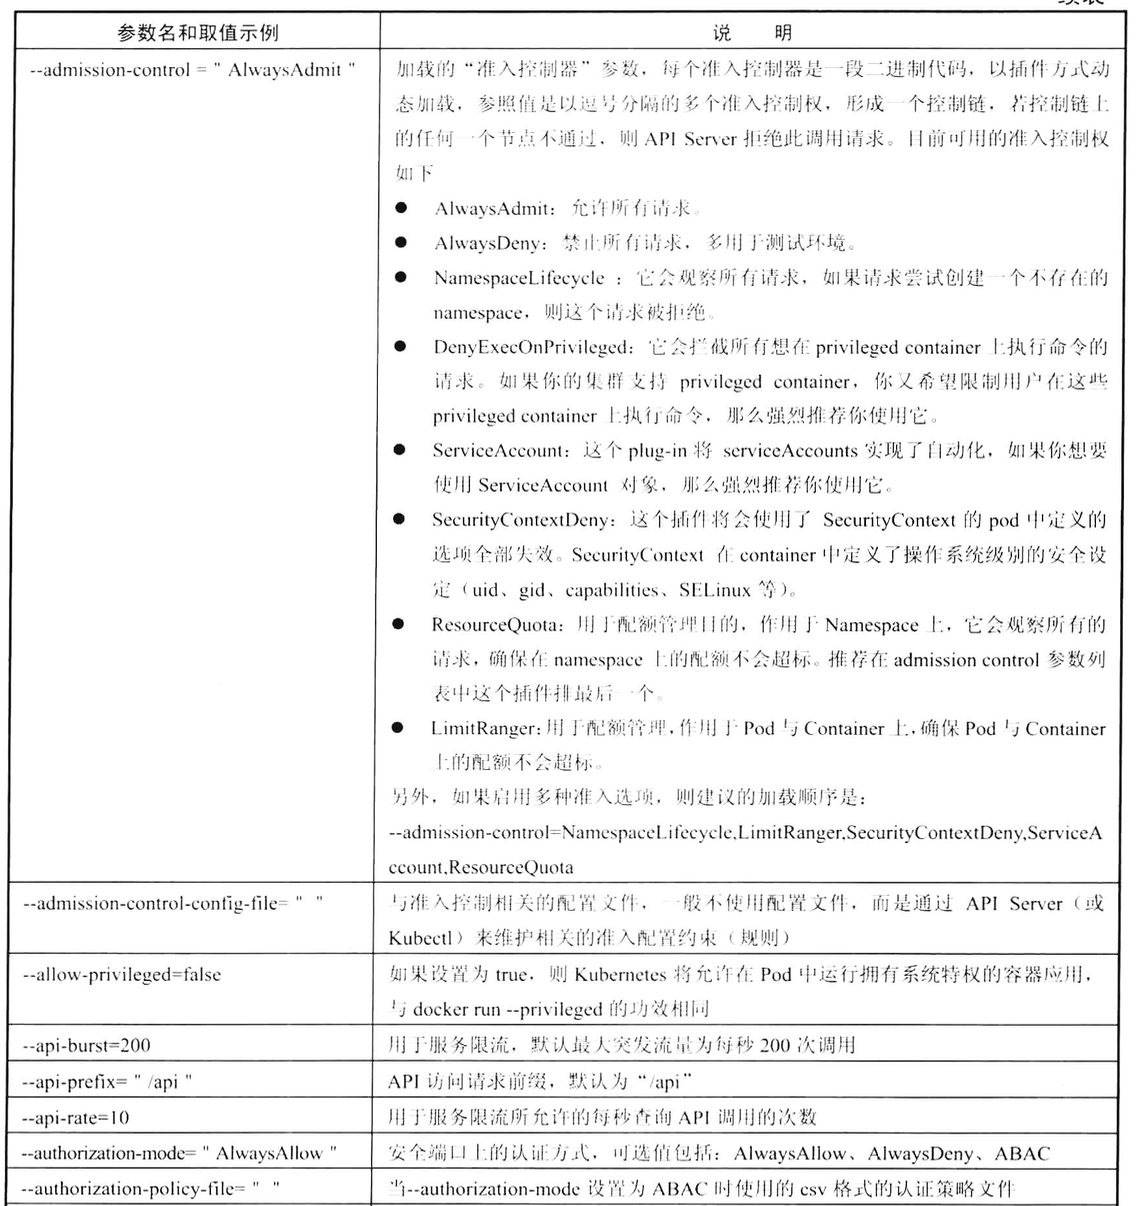 参数名和取值示例
说 明
--admission-control = " AlwaysAdmit "
加载的“准入控制器”参数，每个准入控制器是一段二进制代码，以插件方式动
态加载，参照值是以逗号分隔的多个准入控制权，形成一个控制链，若控制链上
的任何一个节点不通过，则 API Server 拒绝此调用请求。目前可用的准入控制权
如下
● AlwaysAdmit：允许所有请求。
● AlwaysDeny：禁止所有请求，多用于测试环境。
● NamespaceLifecycle ：它会观察所有请求，如果请求尝试创建一个不存在的
namespace，则这个请求被拒绝。
● DenyExecOnPrivileged：它会拦截所有想在 privileged container 上执行命令的
请求。如果你的集群支持 privileged container，你又希望限制用户在这些
privileged container 上执行命令，那么强烈推荐你使用它。
● ServiceAccount：这个 plug-in 将 serviceAccounts 实现了自动化，如果你想要
使用 ServiceAccount 对象，那么强烈推荐你使用它。
● SecurityContextDeny：这个插件将会使用了 SecurityContext 的 pod 中定义的
选项全部失效。SecurityContext 在 container 中定义了操作系统级别的安全设
定（uid、gid、capabilities、SELinux 等）。
● ResourceQuota：用于配额管理目的，作用于 Namespace 上，它会观察所有的
请求，确保在 namespace 上的配额不会超标。推荐在 admission control 参数列
表中这个插件排最后一个。
● LimitRanger：用于配额管理，作用于 Pod 与 Container 上，确保 Pod 与 Container
上的配额不会超标。
另外，如果启用多种准入选项，则建议的加载顺序是：
--admission-control=NamespaceLifecycle,LimitRanger,SecurityContextDeny,ServiceA
ccount,ResourceQuota
--admission-control-config-file= " "
与准入控制相关的配置文件，一般不使用配置文件，而是通过 API Server（或
Kubectl）来维护相关的准入配置约束（规则）
--allow-privileged=false
如果设置为 true，则 Kubernetes 将允许在 Pod 中运行拥有系统特权的容器应用，
与 docker run --privileged 的功效相同
--api-burst=200
用于服务限流，默认最大突发流量为每秒 200 次调用
--api-prefix= " /api "
API 访问请求前缀，默认为“/api”
--api-rate=10
用于服务限流所允许的每秒查询 API 调用的次数
--authorization-mode= " AlwaysAllow "
安全端口上的认证方式，可选值包括：AlwaysAllow、AlwaysDeny、ABAC
--authorization-policy-file= " "
当--authorization-mode 设置为 ABAC 时使用的 csv 格式的认证策略文件